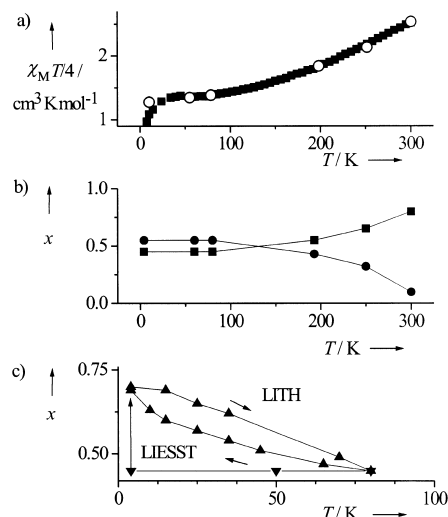 a)
χM T/4 /
cm³ K mol⁻¹
2
1
0 100 200 300
T / K
b)
x
1.0
0.5
0.0
0 100 200 300
T / K
c)
x
0.75
0.50
LITH
LIESST
0 50 100
T / K